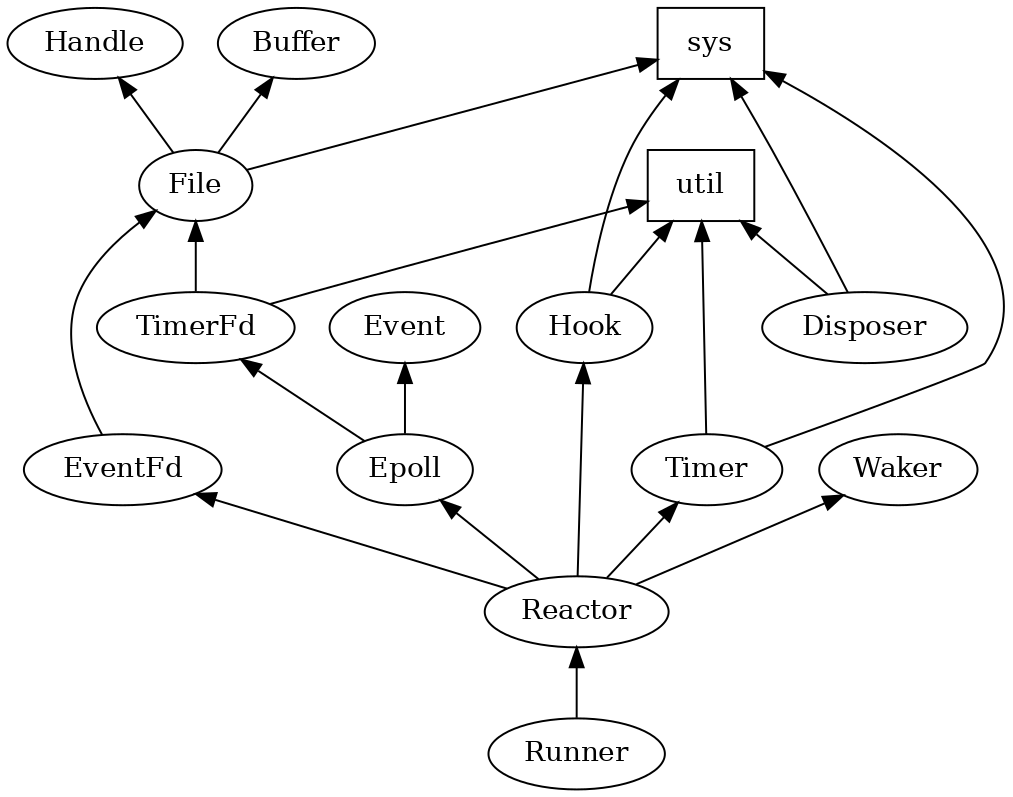 Handle
Buffer
sys
File
util
TimerFd
Event
Hook
Disposer
EventFd
Epoll
Timer
Waker
Reactor
Runner